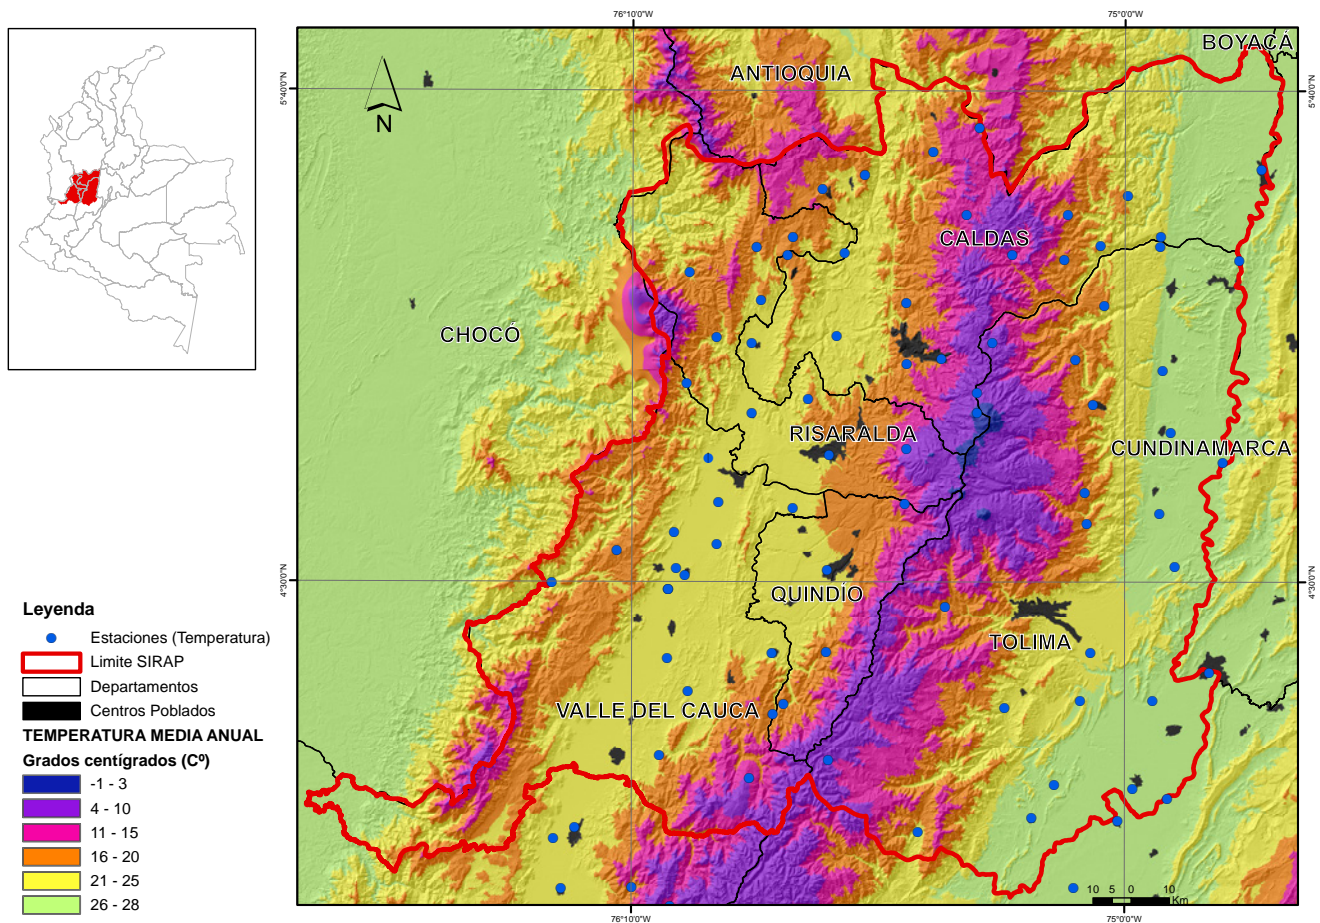 76°10'0"W
75°0'0"W
BOYACÁ
ANTIOQUIA
5°40'0"N
5°40'0"N
N
CALDAS
CHOCÓ
RISARALDA
CUNDINAMARCA
4°30'0"N
4°30'0"N
QUINDÍO
TOLIMA
VALLE DEL CAUCA
Leyenda
Estaciones (Temperatura)
Limite SIRAP
Departamentos
Centros Poblados
TEMPERATURA MEDIA ANUAL
Grados centígrados (Cº)
-1 - 3
4 - 10
11 - 15
16 - 20
21 - 25
26 - 28
10 5 0 10
Km
76°10'0"W
75°0'0"W